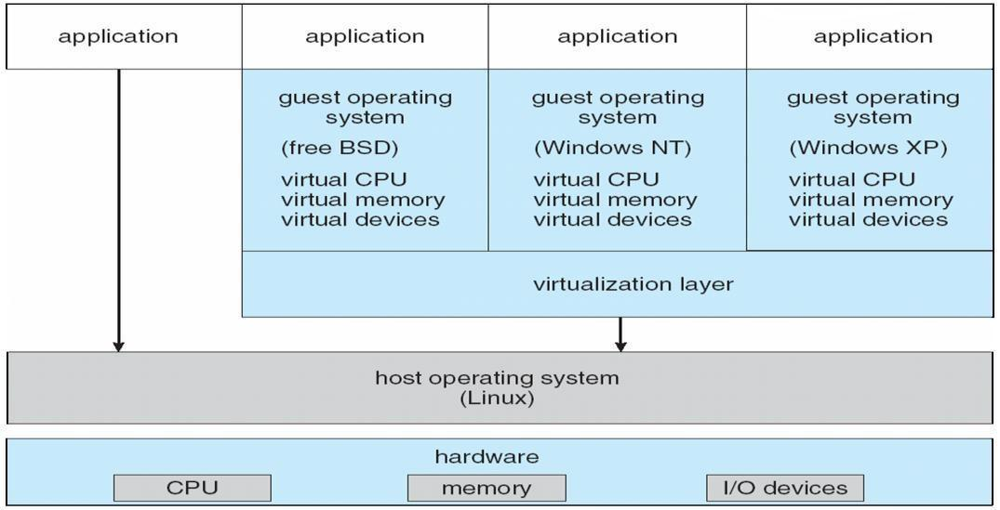 application
application
application
application
guest operating
system
(free BSD)
virtual CPU
virtual memory
virtual devices
guest operating
system
(Windows NT)
virtual CPU
virtual memory
virtual devices
guest operating
system
(Windows XP)
virtual CPU
virtual memory
virtual devices
virtualization layer
host operating system
(Linux)
hardware
CPU
memory
I/O devices